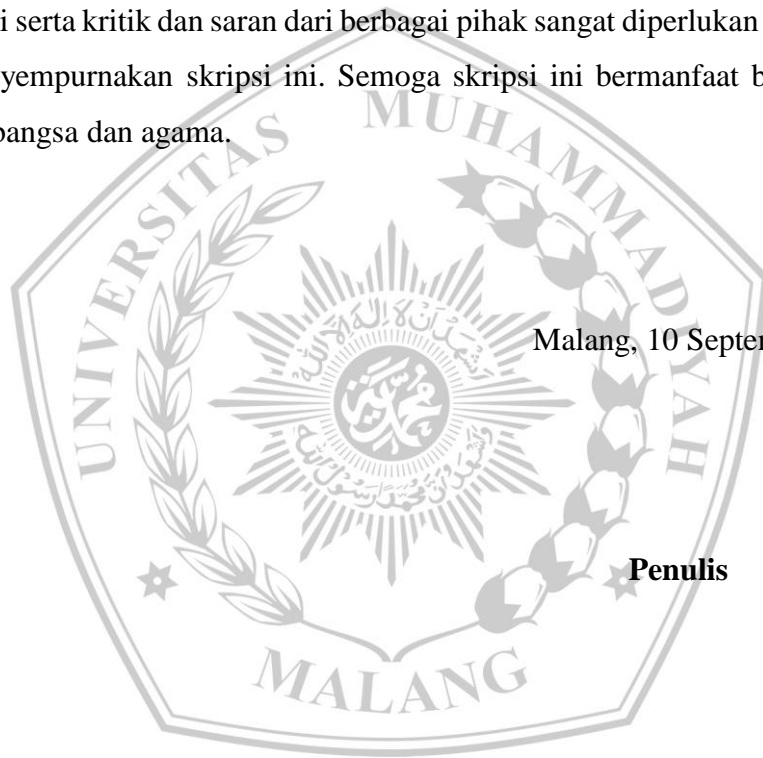 i serta kritik dan saran dari berbagai pihak sangat diperlukan
yempurnakan skripsi ini. Semoga skripsi ini bermanfaat b
bangsa dan agama.
UNIVERSITAS MUHAMMADIYAH
MALANG
Malang, 10 Septe
Penulis